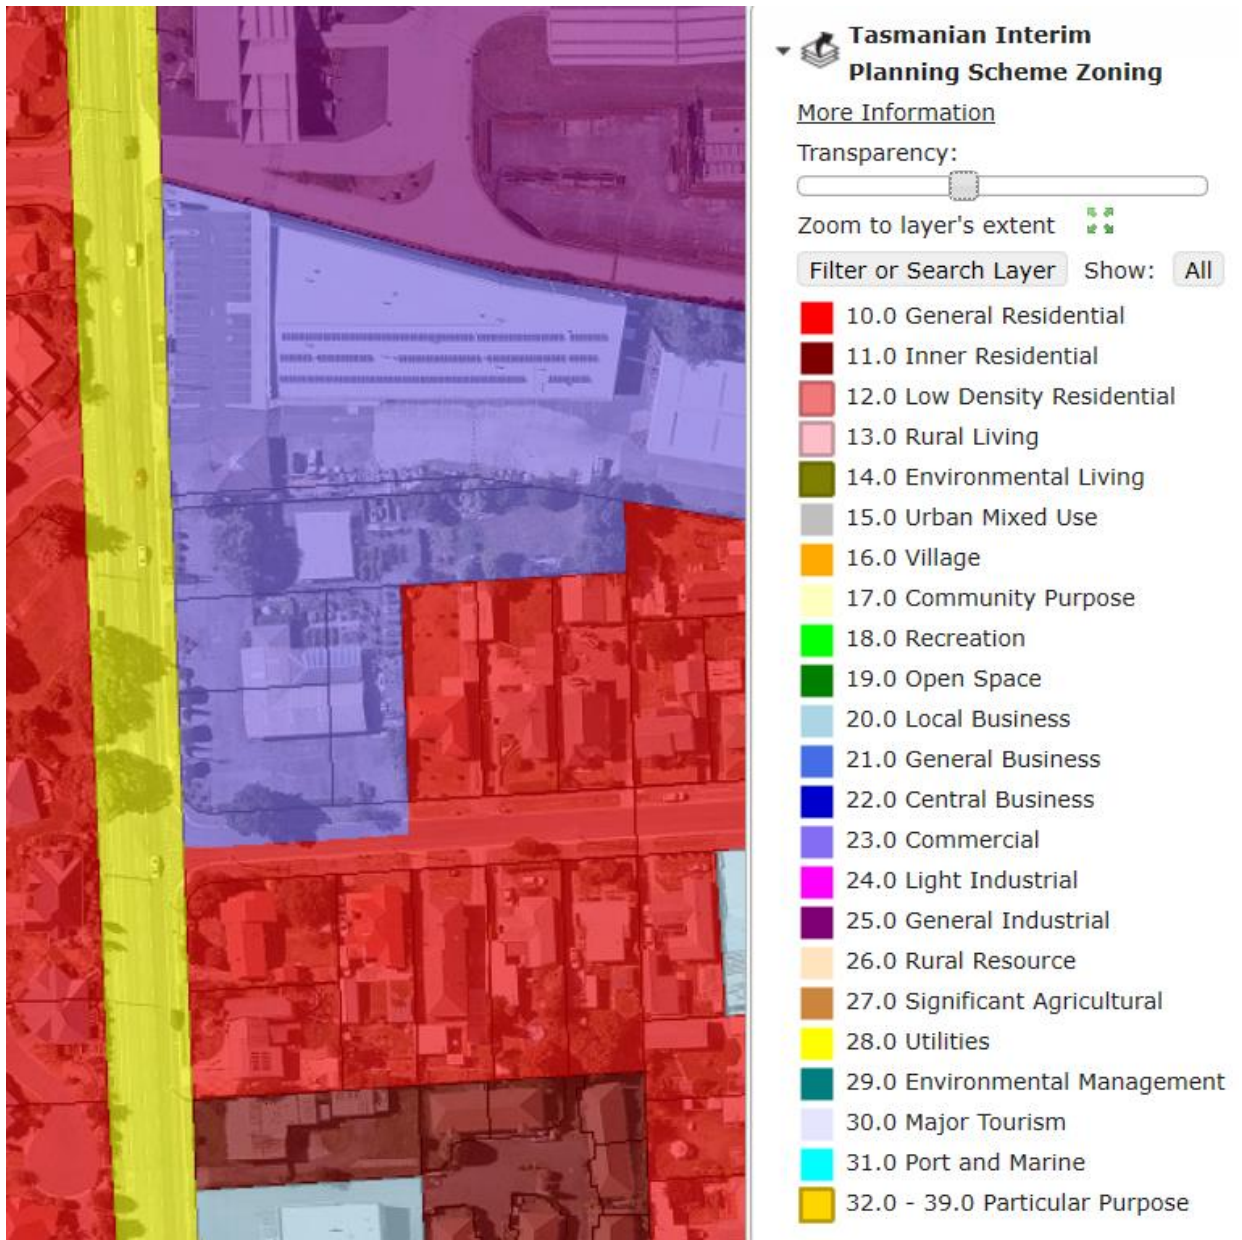 Tasmanian Interim
Planning Scheme Zoning
More Information
Transparency:
Zoom to layer's extent
Filter or Search Layer Show: All
10.0 General Residential
11.0 Inner Residential
12.0 Low Density Residential
13.0 Rural Living
14.0 Environmental Living
15.0 Urban Mixed Use
16.0 Village
17.0 Community Purpose
18.0 Recreation
19.0 Open Space
20.0 Local Business
21.0 General Business
22.0 Central Business
23.0 Commercial
24.0 Light Industrial
25.0 General Industrial
26.0 Rural Resource
27.0 Significant Agricultural
28.0 Utilities
29.0 Environmental Management
30.0 Major Tourism
31.0 Port and Marine
32.0 - 39.0 Particular Purpose